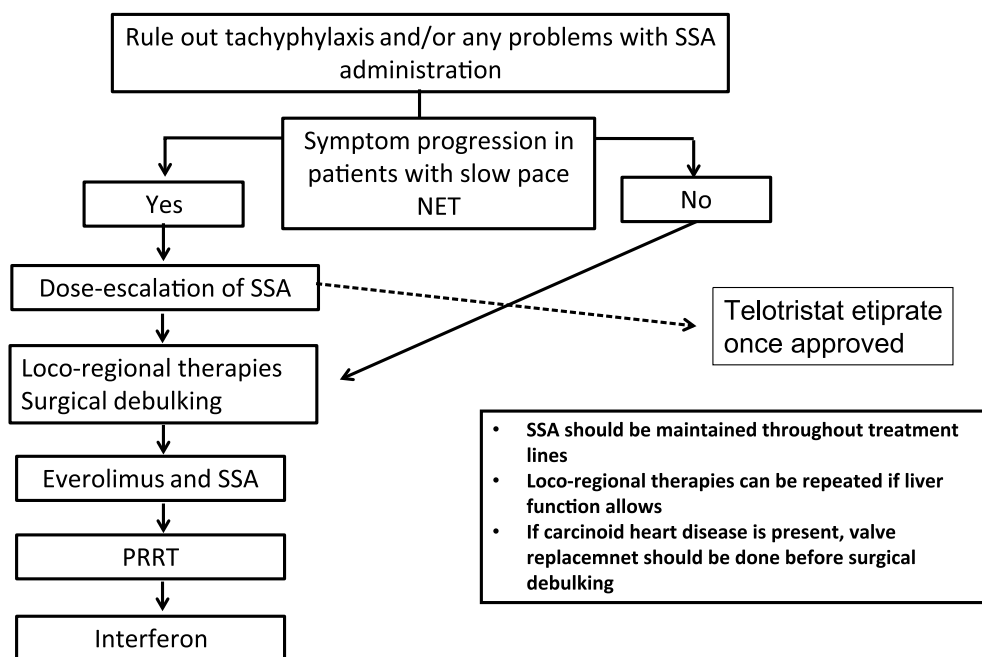 Rule out tachyphylaxis and/or any problems with SSA
administration
Symptom progression in
patients with slow pace
NET
Yes
No
Dose-escalation of SSA
Telotristat etiprate
once approved
Loco-regional therapies
Surgical debulking
• SSA should be maintained throughout treatment
lines
• Loco-regional therapies can be repeated if liver
function allows
• If carcinoid heart disease is present, valve
replacemnet should be done before surgical
debulking
Everolimus and SSA
PRRT
Interferon